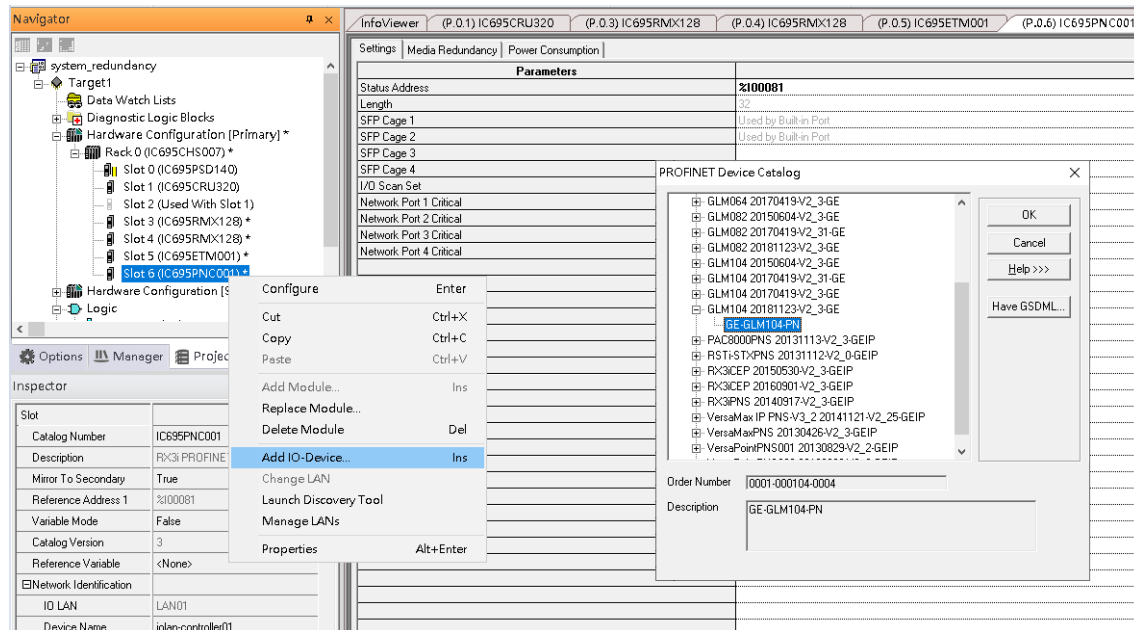 Navigator
system_redundancy
Target1
Data Watch Lists
Diagnostic Logic Blocks
Hardware Configuration [Primary] *
Rack 0 (IC695CHS007) *
Slot 0 (IC695PSD140)
Slot 1 (IC695CRU320)
Slot 2 (Used With Slot 1)
Slot 3 (IC695RMX128) *
Slot 4 (IC695RMX128) *
Slot 5 (IC695ETM001) *
Slot 6 (IC695PNC001) *
Hardware Configuration [S
Logic
Options Manager Projec
Inspector
Slot
Catalog Number IC695PNC001
Description RX3i PROFINE
Mirror To Secondary True
Reference Address 1 %I00081
Variable Mode False
Catalog Version 3
Reference Variable <None>
Network Identification
IO LAN LAN01
Device Name iolan-controller01
Configure Enter
Cut Ctrl+X
Copy Ctrl+C
Paste Ctrl+V
Add Module... Ins
Replace Module...
Delete Module Del
Add IO-Device... Ins
Change LAN
Launch Discovery Tool
Manage LANs
Properties Alt+Enter
InfoViewer (P.0.1) IC695CRU320 (P.0.3) IC695RMX128 (P.0.4) IC695RMX128 (P.0.5) IC695ETM001 (P.0.6) IC695PNC001
Settings Media Redundancy Power Consumption
Parameters
Status Address %I00081
Length 32
SFP Cage 1 Used by Built-in Port
SFP Cage 2 Used by Built-in Port
SFP Cage 3
SFP Cage 4
I/O Scan Set
Network Port 1 Critical
Network Port 2 Critical
Network Port 3 Critical
Network Port 4 Critical
PROFINET Device Catalog
GLM064 20170419-V2_3-GE
GLM082 20150604-V2_3-GE
GLM082 20170419-V2_31-GE
GLM082 20181123-V2_3-GE
GLM104 20150604-V2_3-GE
GLM104 20170419-V2_31-GE
GLM104 20170419-V2_3-GE
GLM104 20181123-V2_3-GE
GE-GLM104-PN
PAC8000PNS 20131113-V2_3-GEIP
RSTi-STXPNS 20131112-V2_0-GEIP
RX3iCEP 20150530-V2_3-GEIP
RX3iCEP 20160901-V2_3-GEIP
RX3iPNS 20140917-V2_3-GEIP
VersaMax IP PNS-V3_2 20141121-V2_25-GEIP
VersaMaxPNS 20130426-V2_3-GEIP
VersaPointPNS001 20130829-V2_2-GEIP
OK
Cancel
Help >>>
Have GSDML...
Order Number 0001-000104-0004
Description GE-GLM104-PN